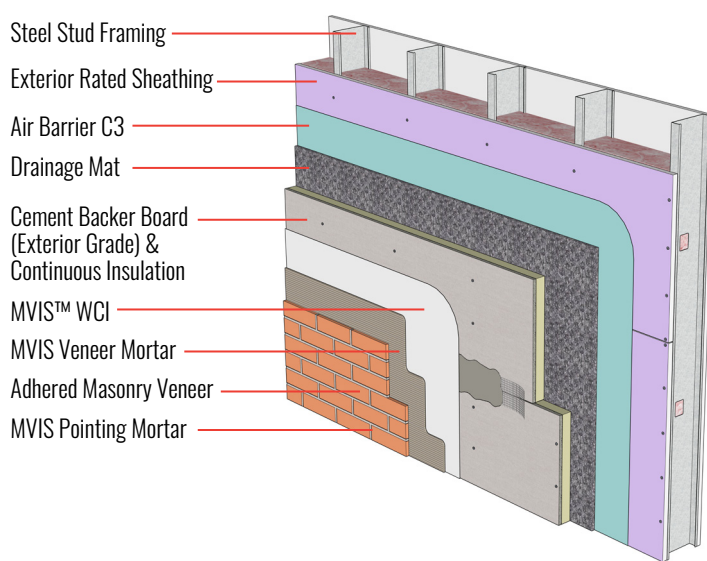 Steel Stud Framing
Exterior Rated Sheathing
Air Barrier C3
Drainage Mat
Cement Backer Board
(Exterior Grade) &
Continuous Insulation
MVIS™ WCI
MVIS Veneer Mortar
Adhered Masonry Veneer
MVIS Pointing Mortar